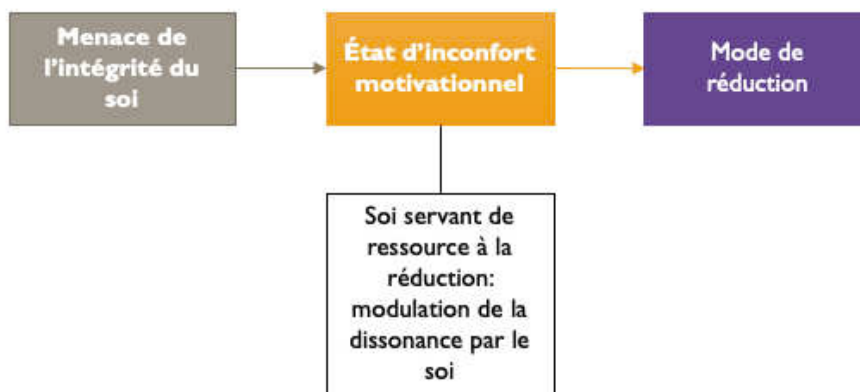 Menace de
l'intégrité du
soi
État d'inconfort
motivationnel
Mode de
réduction
Soi servant de
ressource à la
réduction:
modulation de la
dissonance par le
soi